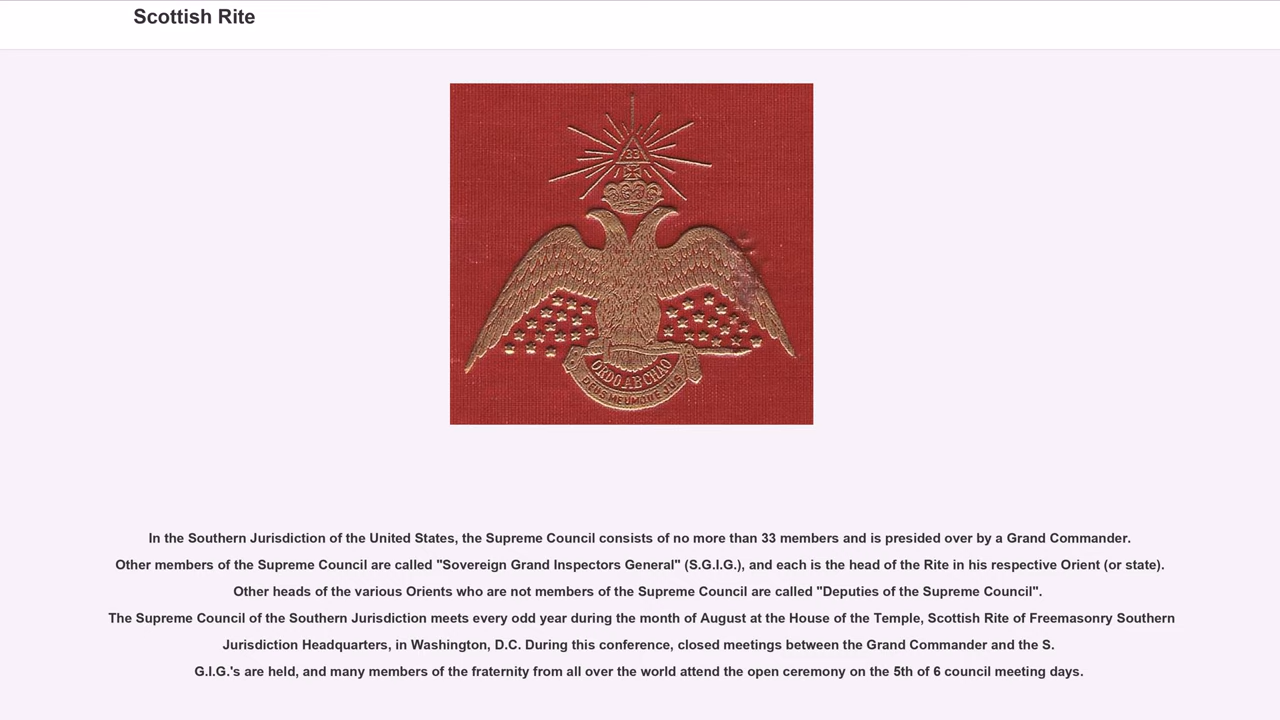 Scottish Rite
33
ORDO AB CHAO
DEUS MEUMQUE JUS
In the Southern Jurisdiction of the United States, the Supreme Council consists of no more than 33 members and is presided over by a Grand Commander.
Other members of the Supreme Council are called "Sovereign Grand Inspectors General" (S.G.I.G.), and each is the head of the Rite in his respective Orient (or state).
Other heads of the various Orients who are not members of the Supreme Council are called "Deputies of the Supreme Council".
The Supreme Council of the Southern Jurisdiction meets every odd year during the month of August at the House of the Temple, Scottish Rite of Freemasonry Southern
Jurisdiction Headquarters, in Washington, D.C. During this conference, closed meetings between the Grand Commander and the S.
G.I.G.'s are held, and many members of the fraternity from all over the world attend the open ceremony on the 5th of 6 council meeting days.